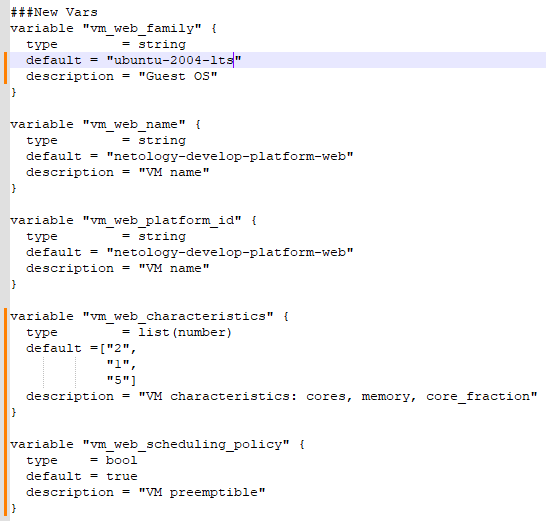 ###New Vars
variable "vm_web_family" {
  type        = string
  default = "ubuntu-2004-lts"
  description = "Guest OS"
}

variable "vm_web_name" {
  type        = string
  default = "netology-develop-platform-web"
  description = "VM name"
}

variable "vm_web_platform_id" {
  type        = string
  default = "netology-develop-platform-web"
  description = "VM name"
}

variable "vm_web_characteristics" {
  type        = list(number)
  default =["2",
            "1",
            "5"]
  description = "VM characteristics: cores, memory, core_fraction"
}

variable "vm_web_scheduling_policy" {
  type    = bool
  default = true
  description = "VM preemptible"
}